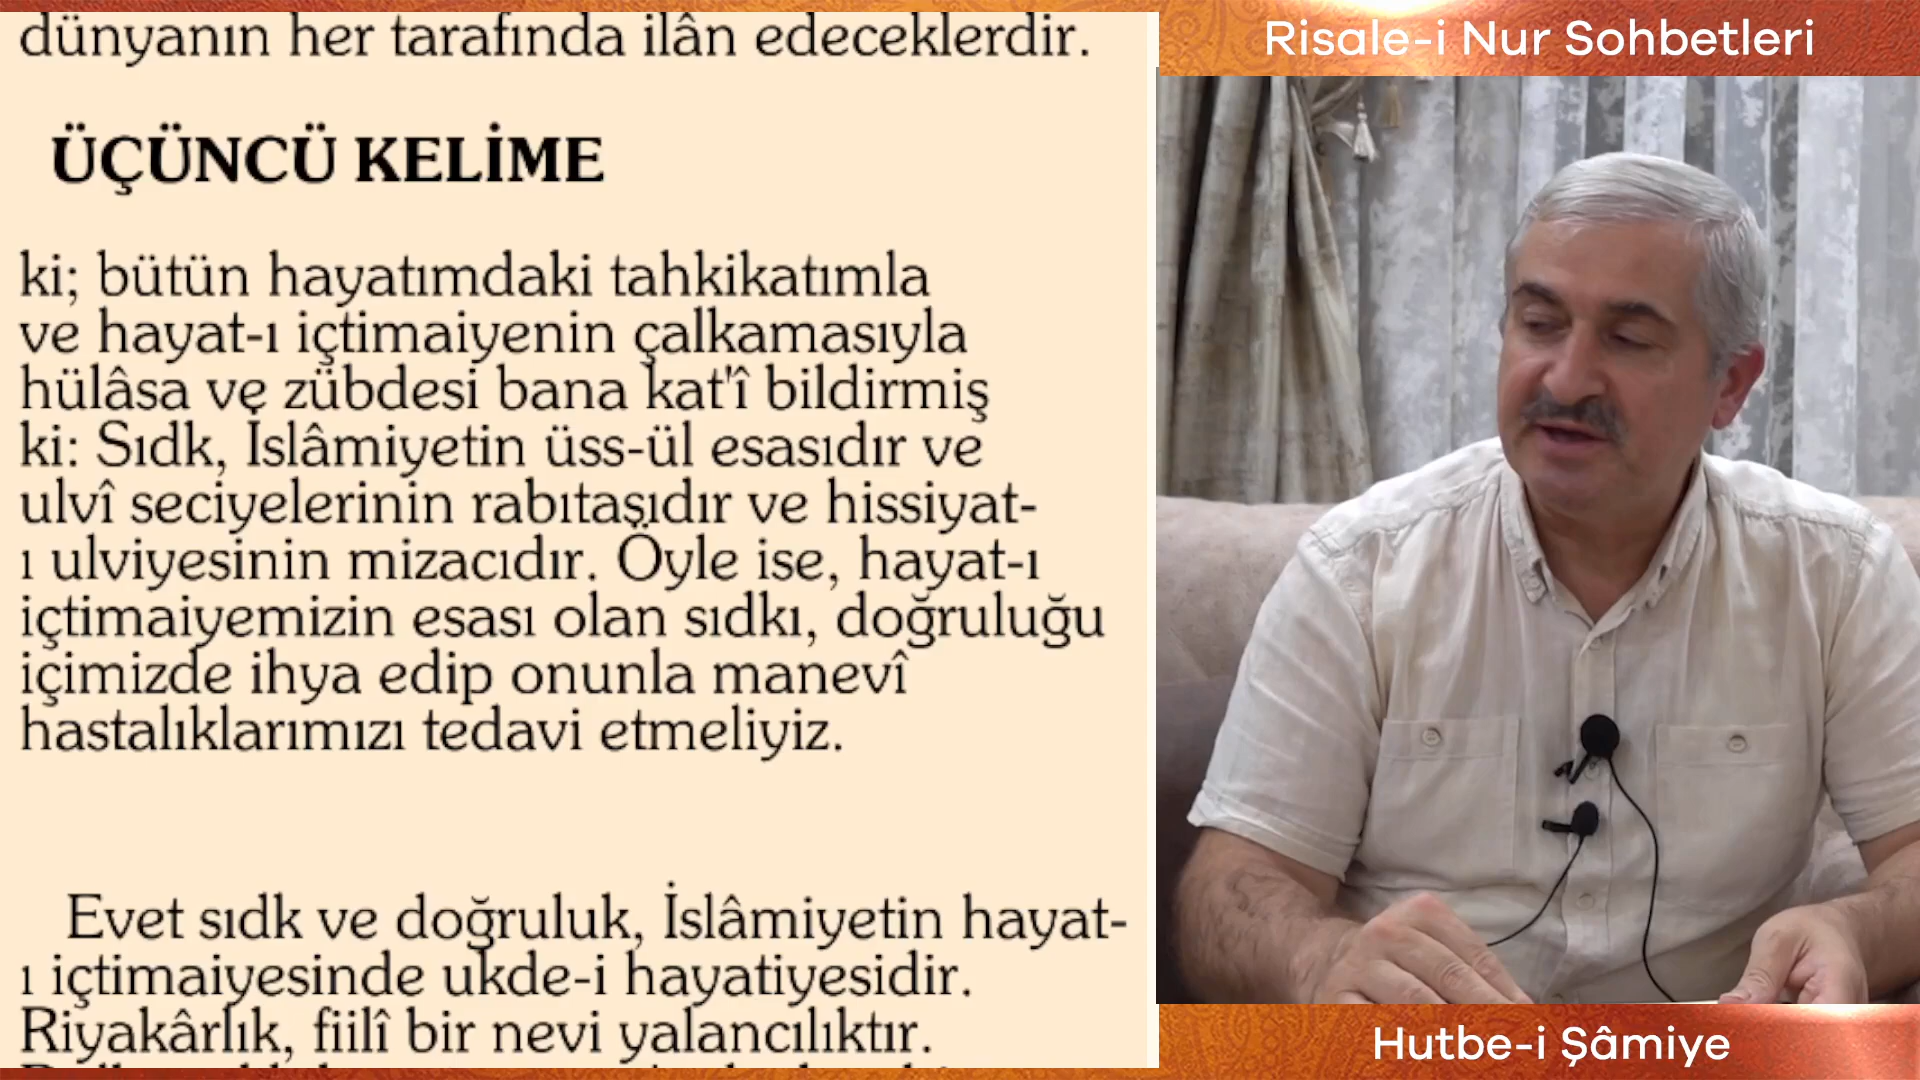 dünyanın her tarafında ilân edeceklerdir.
ÜÇÜNCÜ KELİME
ki; bütün hayatımdaki tahkikatımla
ve hayat-ı içtimaiyenin çalkamasıyla
hülâsa ve zübdesi bana kat'î bildirmiş
ki: Sıdk, İslâmiyetin üss-ül esasıdır ve
ulvî seciyelerinin rabıtasıdır ve hissiyat-
ı ulviyesinin mizacıdır. Öyle ise, hayat-ı
içtimaiyemizin esası olan sıdkı, doğruluğu
içimizde ihya edip onunla manevî
hastalıklarımızı tedavi etmeliyiz.
Evet sıdk ve doğruluk, İslâmiyetin hayat-
ı içtimaiyesinde ukde-i hayatiyesidir.
Riyakârlık, fiilî bir nevi yalancılıktır.
Risale-i Nur Sohbetleri
Hutbe-i Şâmiye